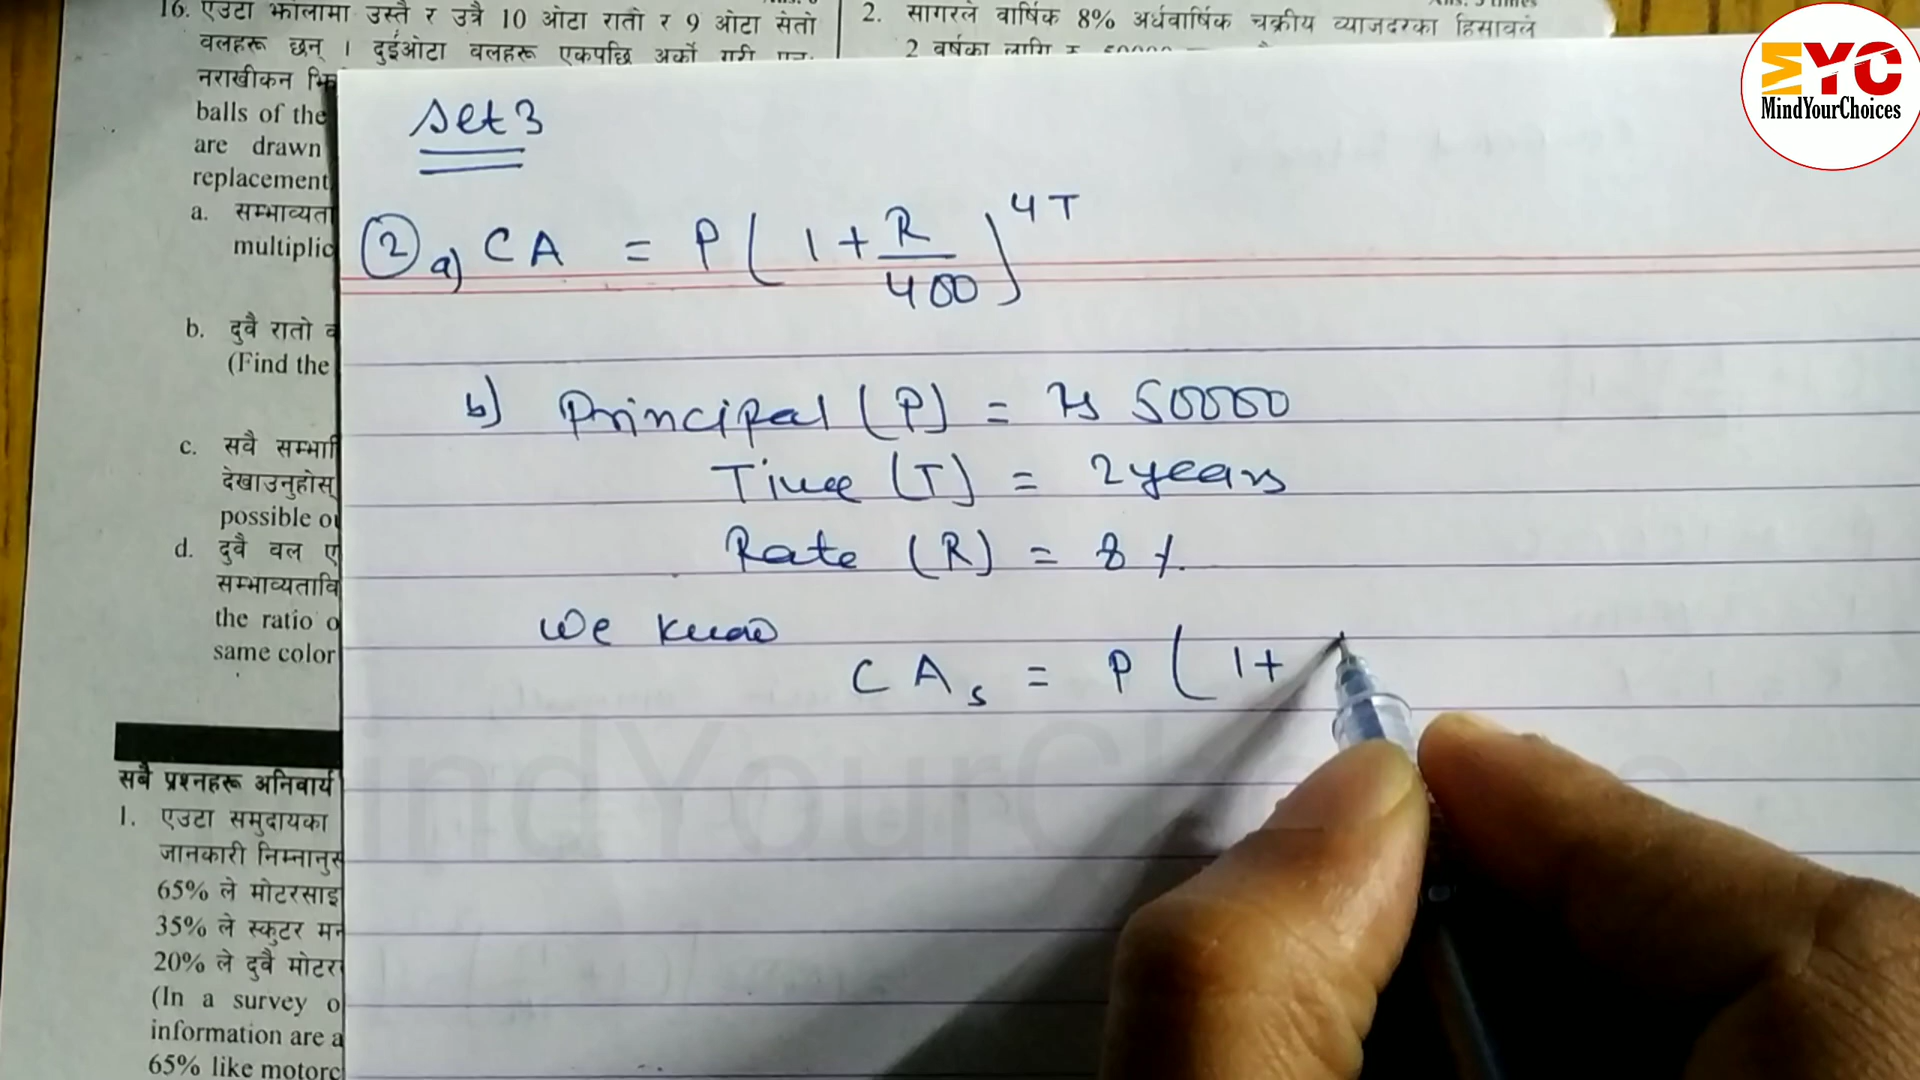 16. एउटा झोलामा उस्तै र उत्रै 10 ओटा रातो र 9 ओटा सेतो
बलहरू छन् । दुईओटा बलहरू एकपछि अर्को गरी
नराखीकन
balls of the
are drawn
replacement
a. सम्भाव्यता
multiplic
b. दुवै रातो
(Find the
c. सवै सम्भा
देखाउनुहोस्
possible
d. दुवै बल
सम्भाव्यता
the ratio o
same color
सबै प्रश्नहरू अनिवार्य
1. एउटा समुदायका
जानकारी निम्नानुस
65% ले मोटरसाइ
35% ले स्कुटर
20% ले दुवै मोटर
(In a survey o
information are a
65% like motorc
2. सागरले वार्षिक 8% अर्धवार्षिक चक्रीय व्याजदरका हिसावले
2 वर्षका लागि
set 3
2 a) CA = P ( 1 + R/400 )^4T
b) Principal (P) = Rs 50000
Time (T) = 2 years
Rate (R) = 8 %
We know
CAs = P ( 1 +
MYC
MindYourChoices
MindYourCh